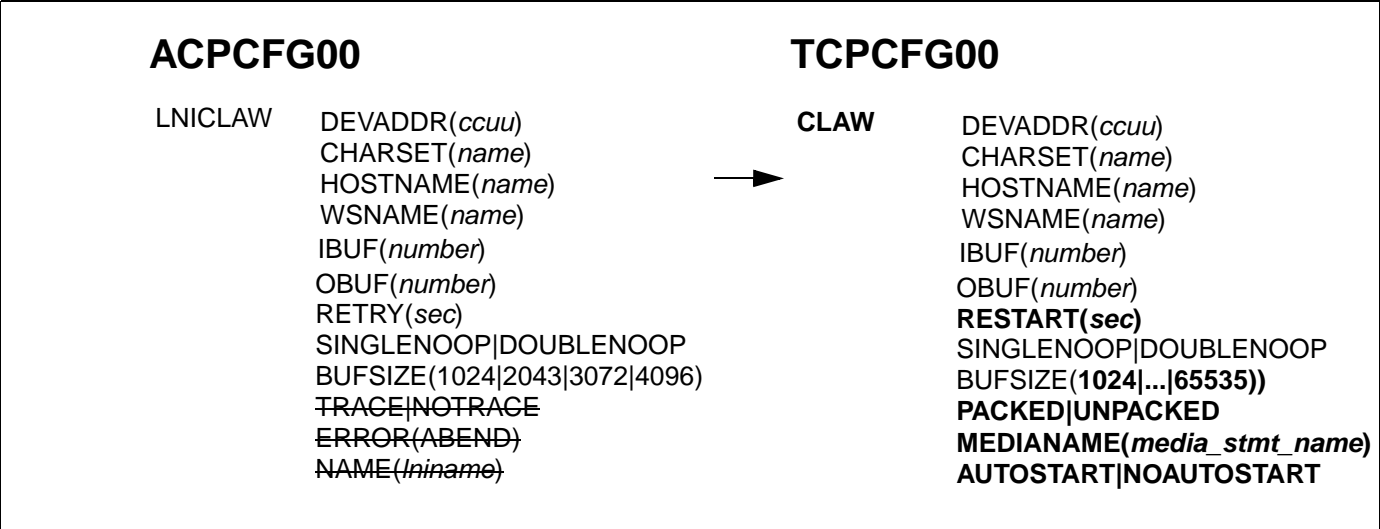 ACPCFG00
LNICLAW
DEVADDR(ccuu)
CHARSET(name)
HOSTNAME(name)
WSNAME(name)
IBUF(number)
OBUF(number)
RETRY(sec)
SINGLENOOP|DOUBLENOOP
BUFSIZE(1024|2043|3072|4096)
TRACE|NOTRACE
ERROR(ABEND)
NAME(lniname)
TCPCFG00
CLAW
DEVADDR(ccuu)
CHARSET(name)
HOSTNAME(name)
WSNAME(name)
IBUF(number)
OBUF(number)
RESTART(sec)
SINGLENOOP|DOUBLENOOP
BUFSIZE(1024|...|65535))
PACKED|UNPACKED
MEDIANAME(media_stmt_name)
AUTOSTART|NOAUTOSTART